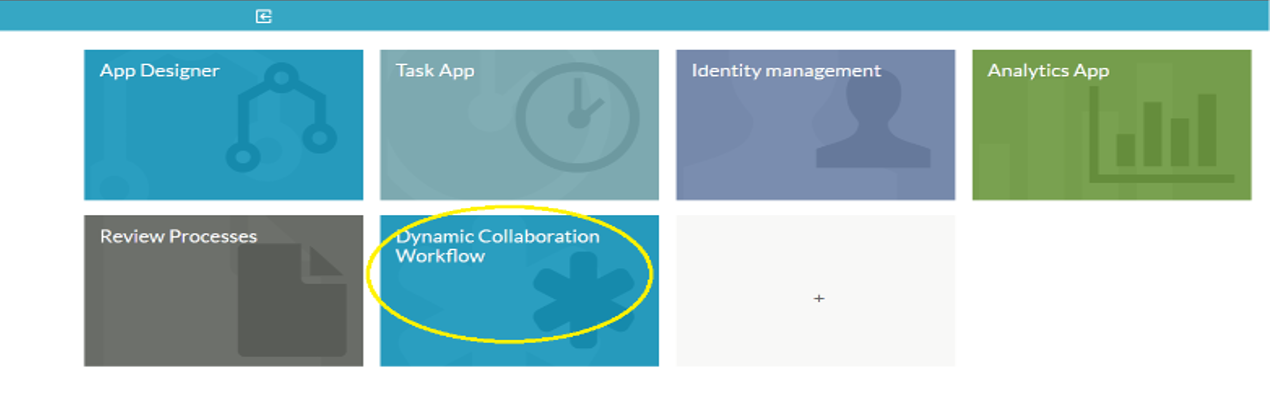 App Designer
Task App
Identity management
Analytics App
Review Processes
Dynamic Collaboration
Workflow
+